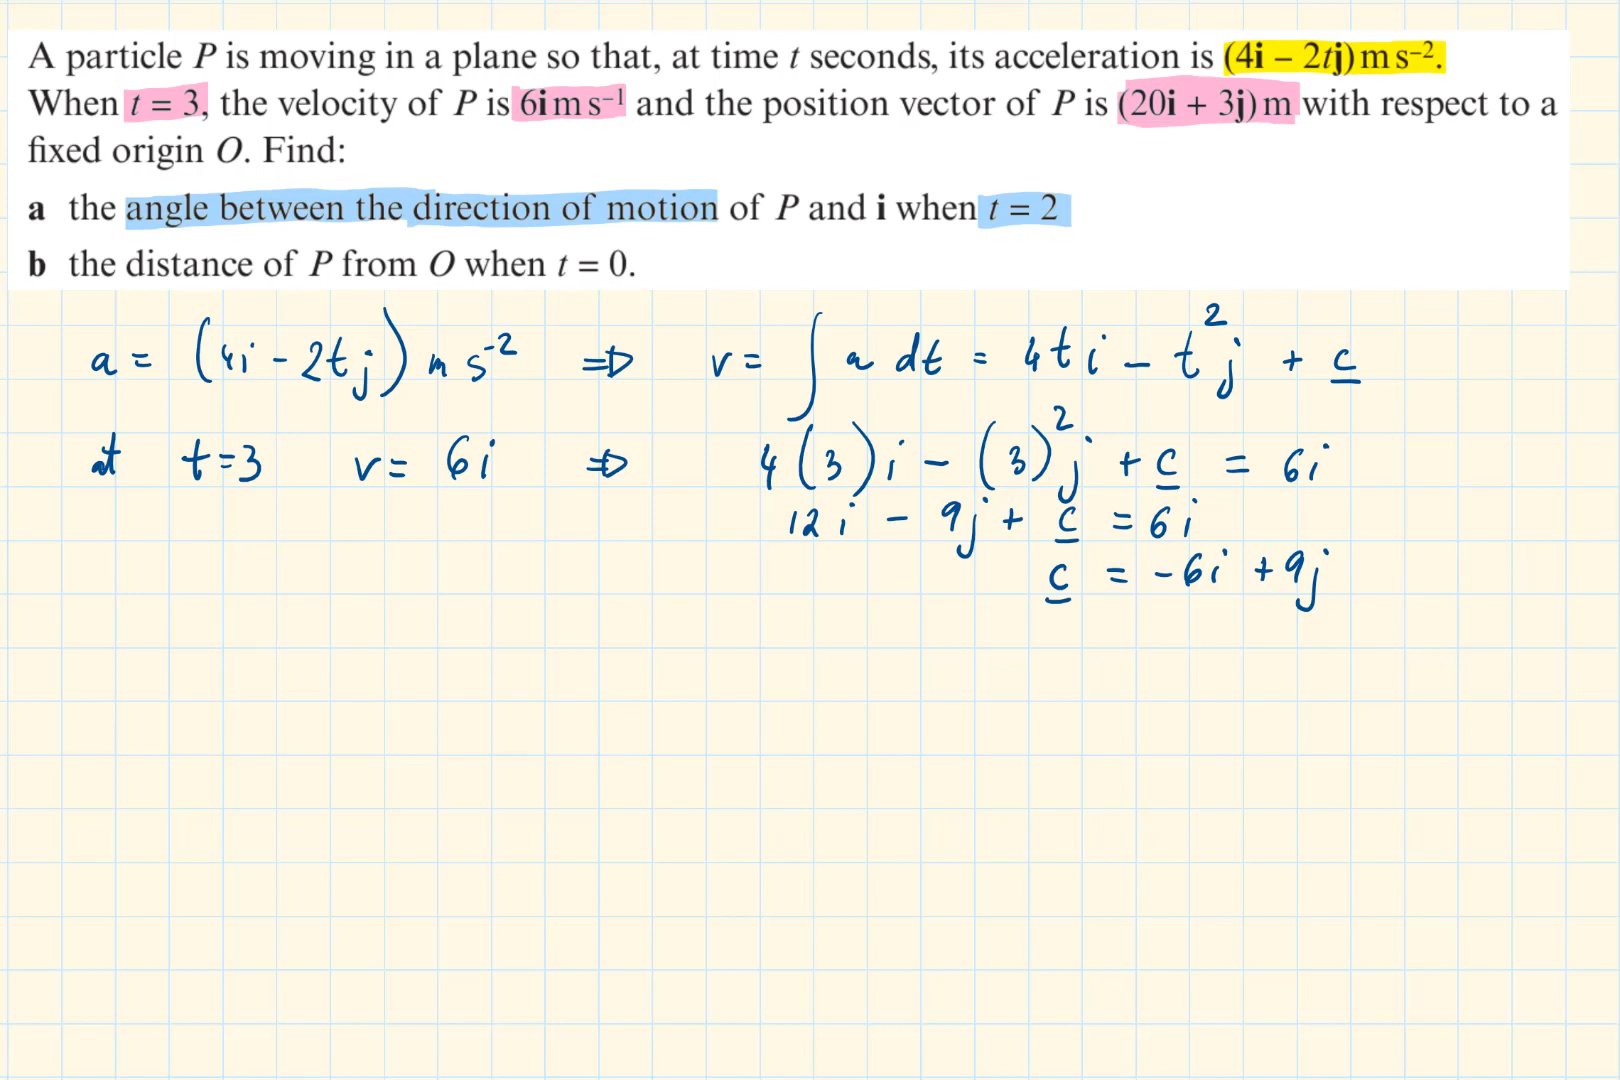 A particle P is moving in a plane so that, at time t seconds, its acceleration is (4i – 2tj) m s⁻².
When t = 3, the velocity of P is 6i m s⁻¹ and the position vector of P is (20i + 3j) m with respect to a
fixed origin O. Find:
a the angle between the direction of motion of P and i when t = 2
b the distance of P from O when t = 0.
a = (4i - 2tj) m s⁻² ⇒ v = ∫ a dt = 4ti - t²j + c
at t=3 v= 6i ⇒ 4(3)i - (3)²j + c = 6i
12i - 9j + c = 6i
c = -6i + 9j